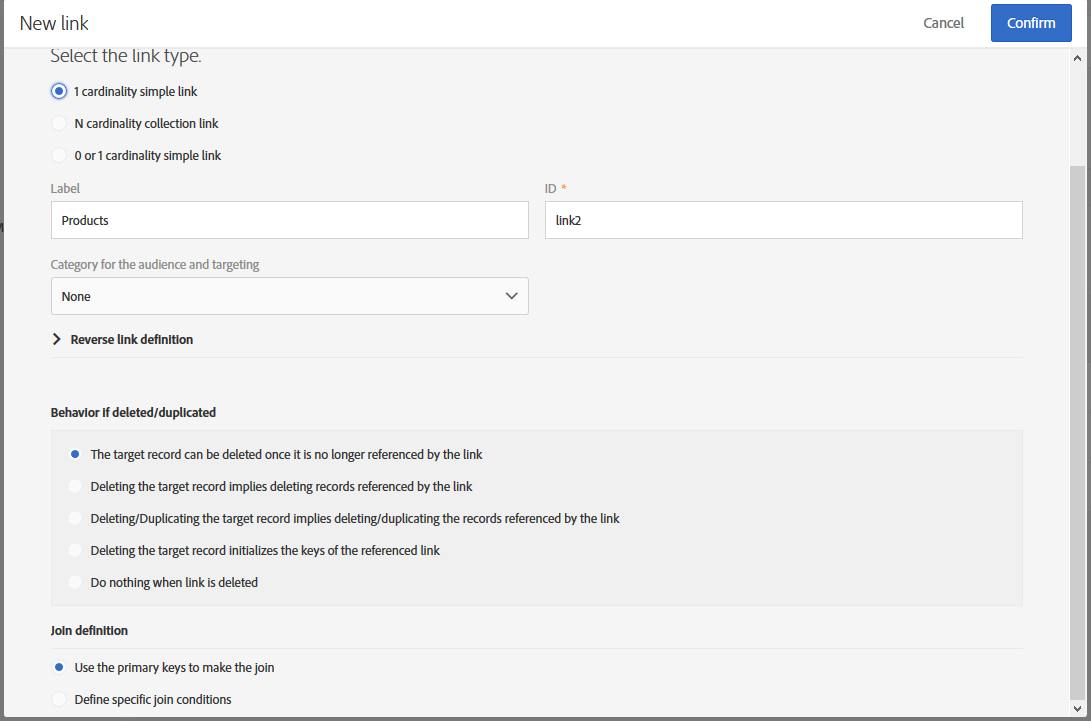 New link
Cancel
Confirm
Select the link type.
1 cardinality simple link
N cardinality collection link
0 or 1 cardinality simple link
Label
ID *
Products
link2
Category for the audience and targeting
None
Reverse link definition
Behavior if deleted/duplicated
The target record can be deleted once it is no longer referenced by the link
Deleting the target record implies deleting records referenced by the link
Deleting/Duplicating the target record implies deleting/duplicating the records referenced by the link
Deleting the target record initializes the keys of the referenced link
Do nothing when link is deleted
Join definition
Use the primary keys to make the join
Define specific join conditions